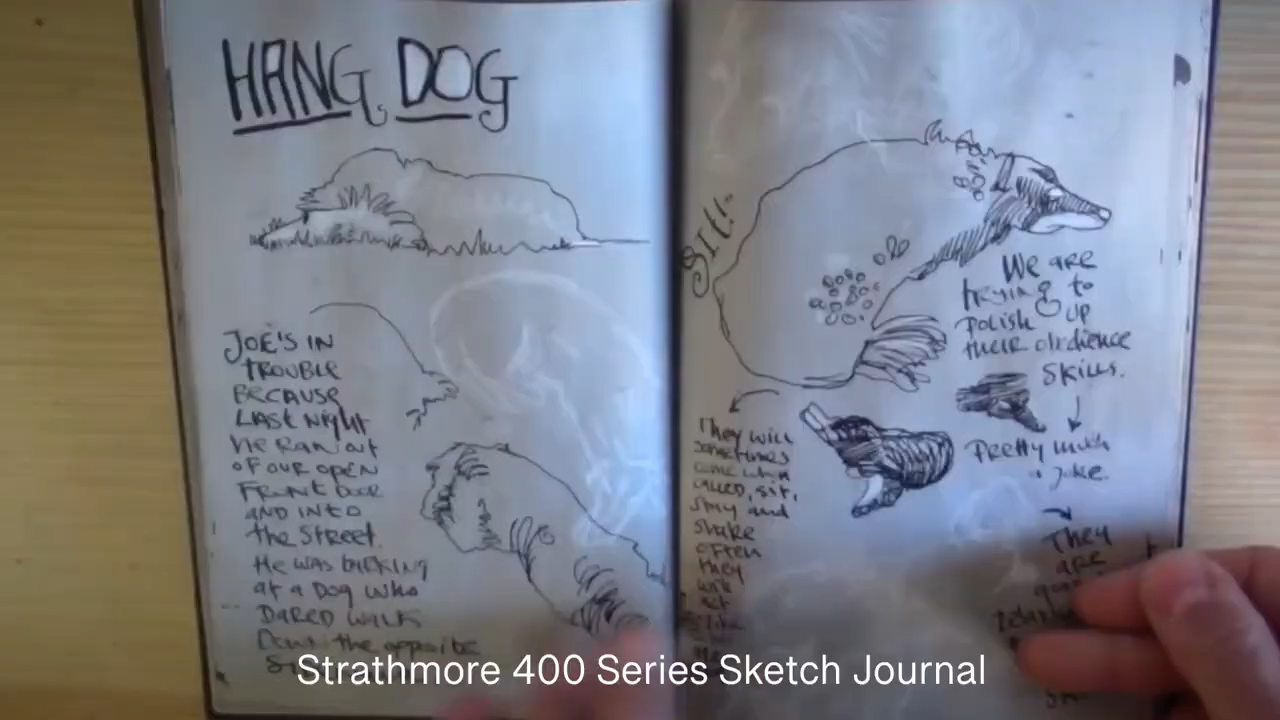 HANG DOG
JOE'S IN
TROUBLE
BECAUSE
LAST NIGHT
HE RAN OUT
OF OUR OPEN
FRONT DOOR
AND INTO
the STREET.
HE WAS BARKING
at a DOG who
DARED WALK
Down the opposite
SIT!
We are
trying to
POLISH UP
their obedience
SKILLS.
Pretty much
a joke.
They will
sometimes
come when
CALLED, sit,
stay and
shake
often
they
will
act
like
They
are
Strathmore 400 Series Sketch Journal